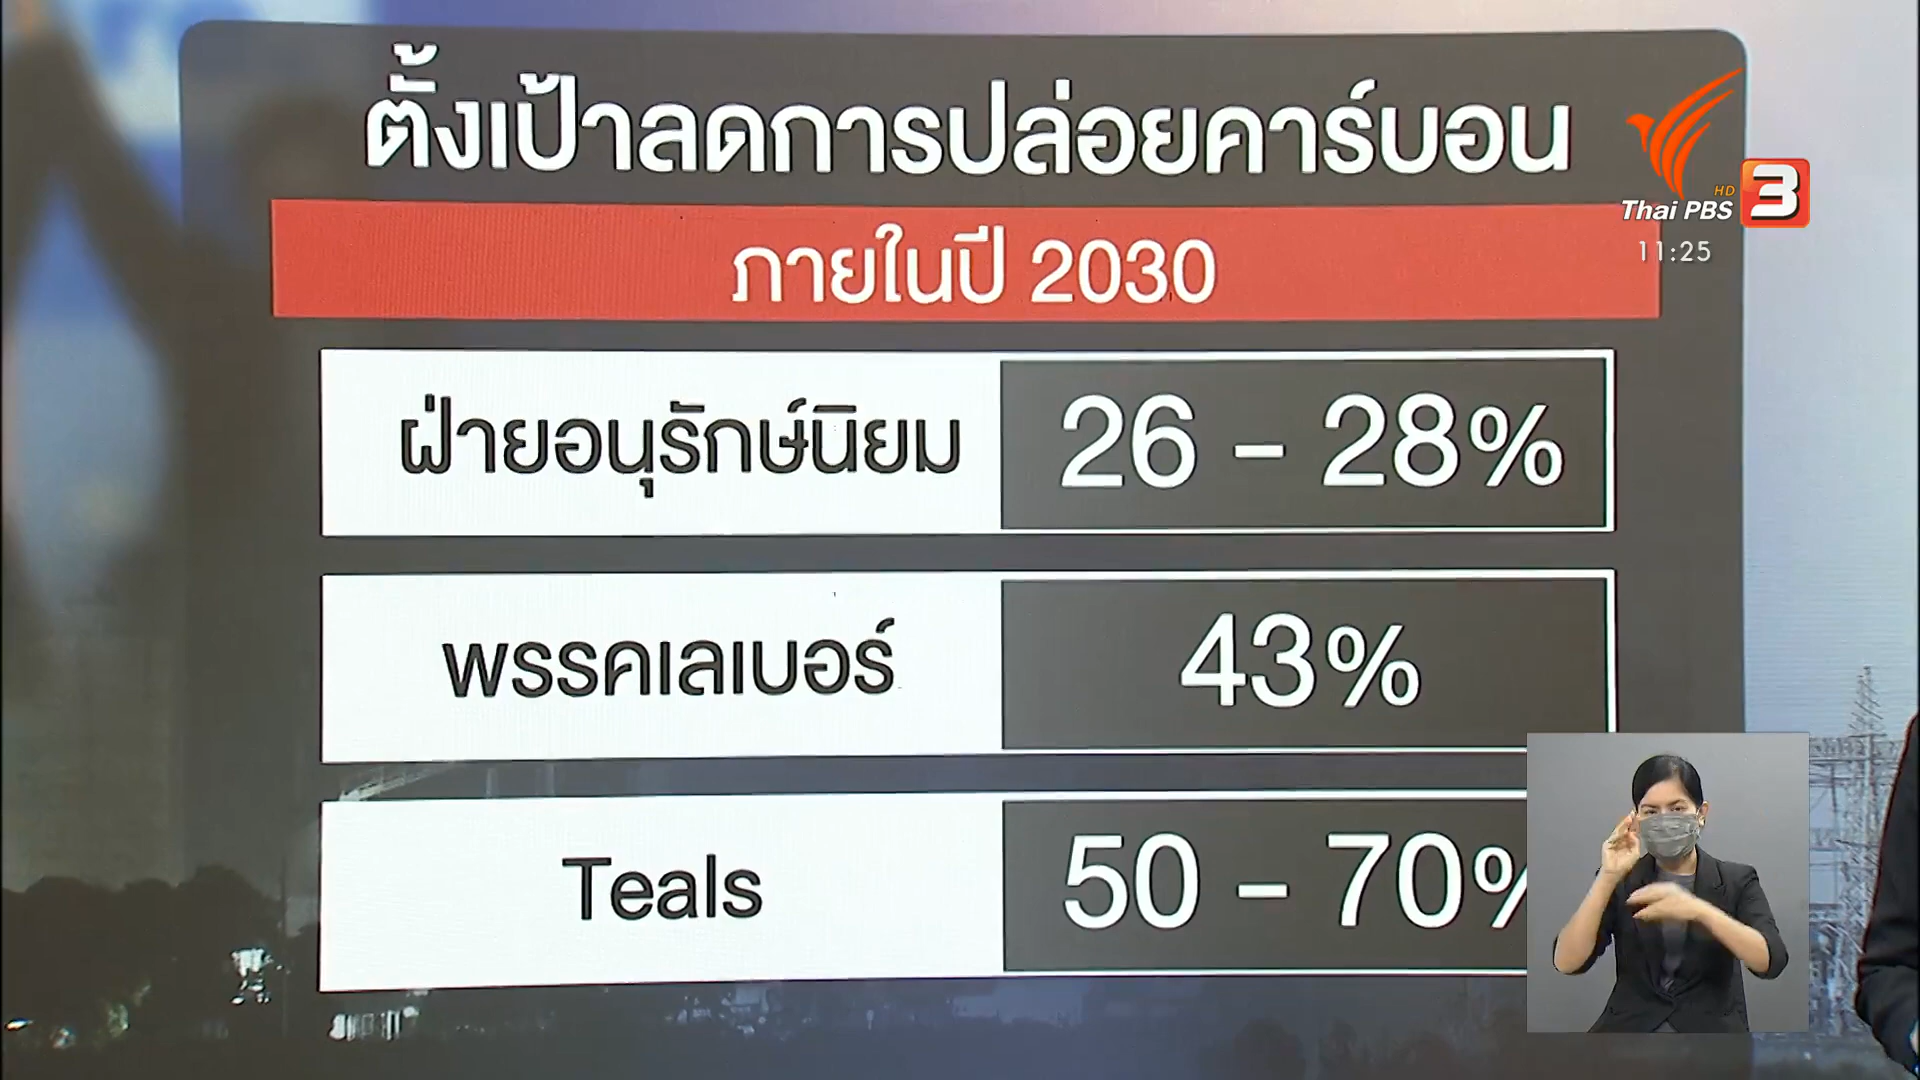 ตั้งเป้าลดการปล่อยคาร์บอน
ภายในปี 2030
ฝ่ายอนุรักษ์นิยม 26 - 28%
พรรคเลเบอร์ 43%
Teals 50 - 70%
HD
Thai PBS 3
11:25